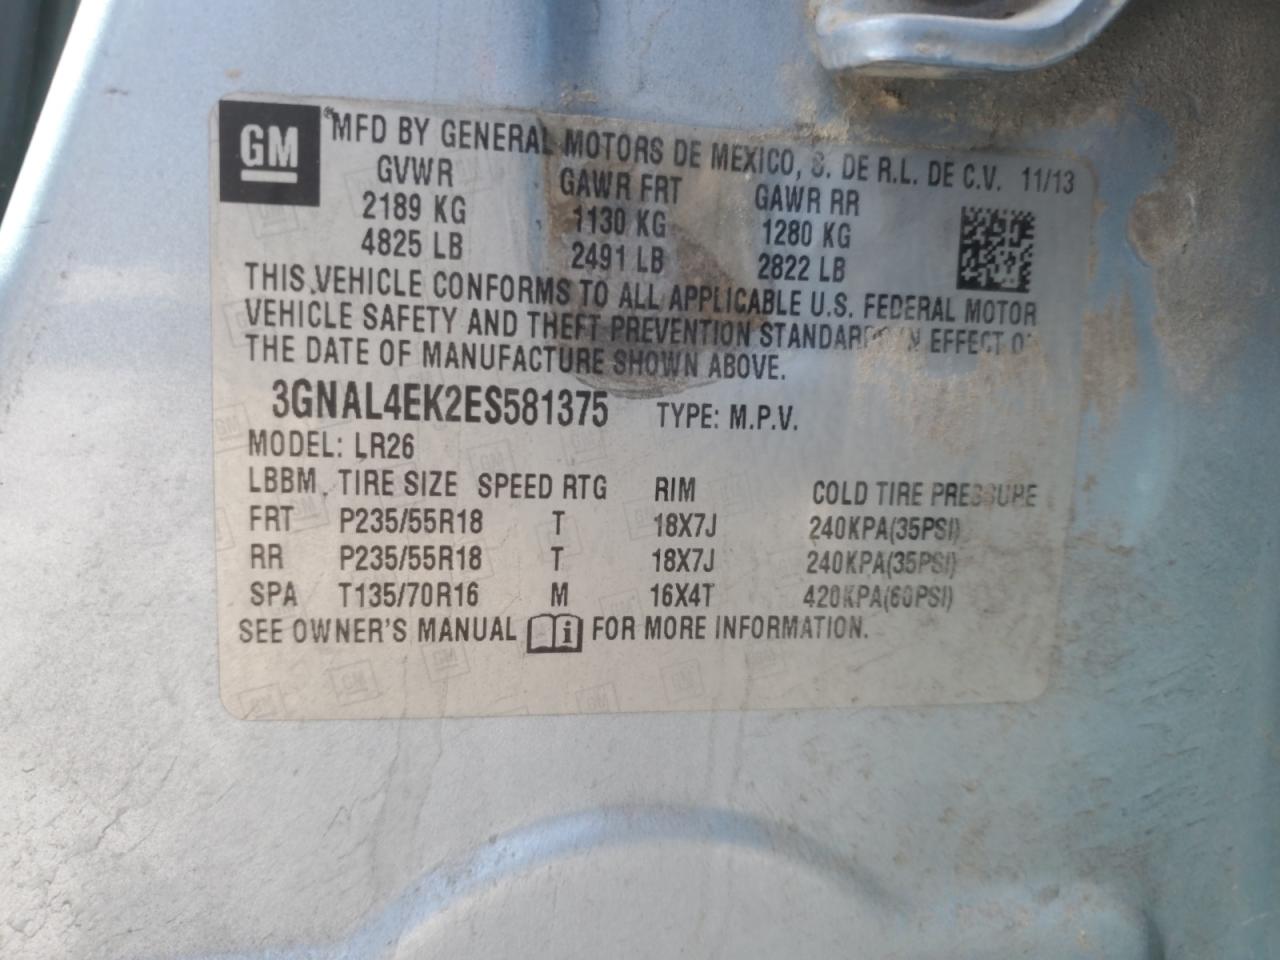 GM
MFD BY GENERAL MOTORS DE MEXICO, S. DE R.L. DE C.V. 11/13
GVWR GAWR FRT GAWR RR
2189 KG 1130 KG 1280 KG
4825 LB 2491 LB 2822 LB
THIS VEHICLE CONFORMS TO ALL APPLICABLE U.S. FEDERAL MOTOR
VEHICLE SAFETY AND THEFT PREVENTION STANDARDS IN EFFECT ON
THE DATE OF MANUFACTURE SHOWN ABOVE.
3GNAL4EK2ES581375 TYPE: M.P.V.
MODEL: LR26
LBBM TIRE SIZE SPEED RTG RIM COLD TIRE PRESSURE
FRT P235/55R18 T 18X7J 240KPA(35PSI)
RR P235/55R18 T 18X7J 240KPA(35PSI)
SPA T135/70R16 M 16X4T 420KPA(60PSI)
SEE OWNER'S MANUAL i FOR MORE INFORMATION.